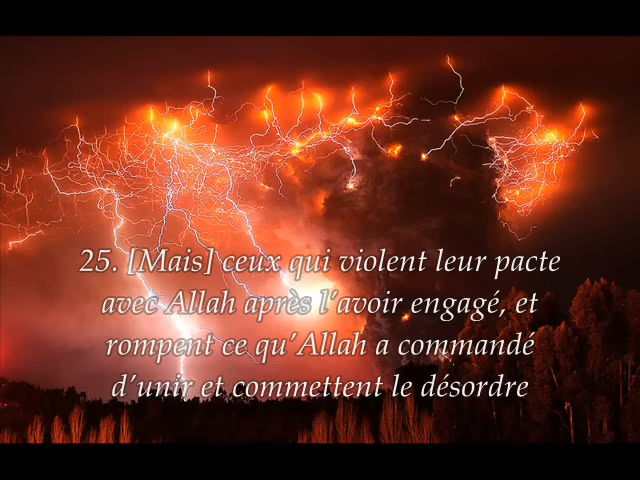 25. [Mais] ceux qui violent leur pacte
avec Allah après l’avoir engagé, et
rompent ce qu’Allah a commandé
d’unir et commettent le désordre